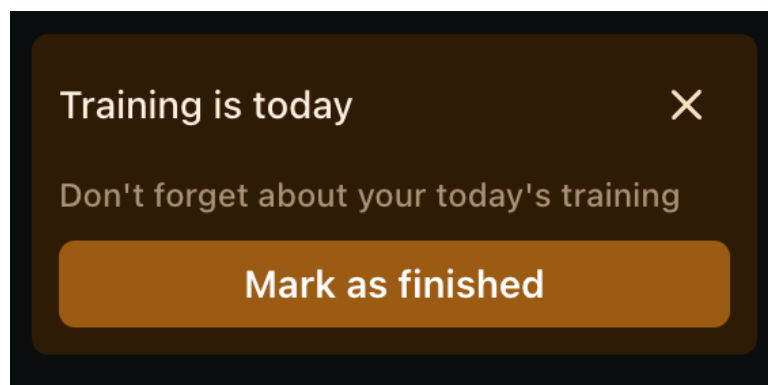 Training is today
Don't forget about your today's training
Mark as finished